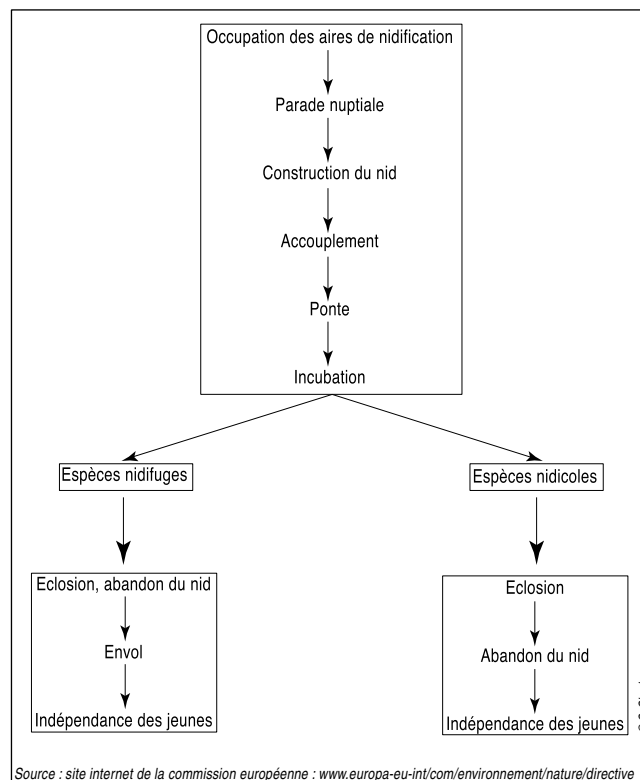 Occupation des aires de nidification
Parade nuptiale
Construction du nid
Accouplement
Ponte
Incubation
Espèces nidifuges
Espèces nidicoles
Eclosion, abandon du nid
Envol
Indépendance des jeunes
Eclosion
Abandon du nid
Indépendance des jeunes
Source : site internet de la commission européenne : www.europa-eu-int/com/environnement/nature/directive